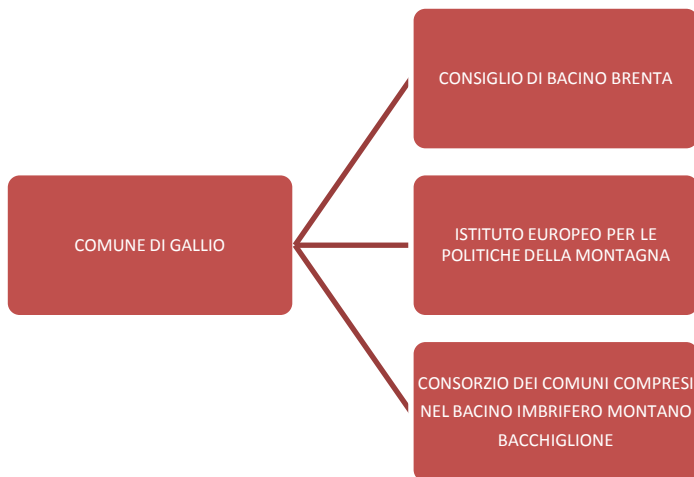 CONSIGLIO DI BACINO BRENTA
COMUNE DI GALLIO
ISTITUTO EUROPEO PER LE
POLITICHE DELLA MONTAGNA
CONSORZIO DEI COMUNI COMPRESI
NEL BACINO IMBRIFERO MONTANO
BACCHIGLIONE